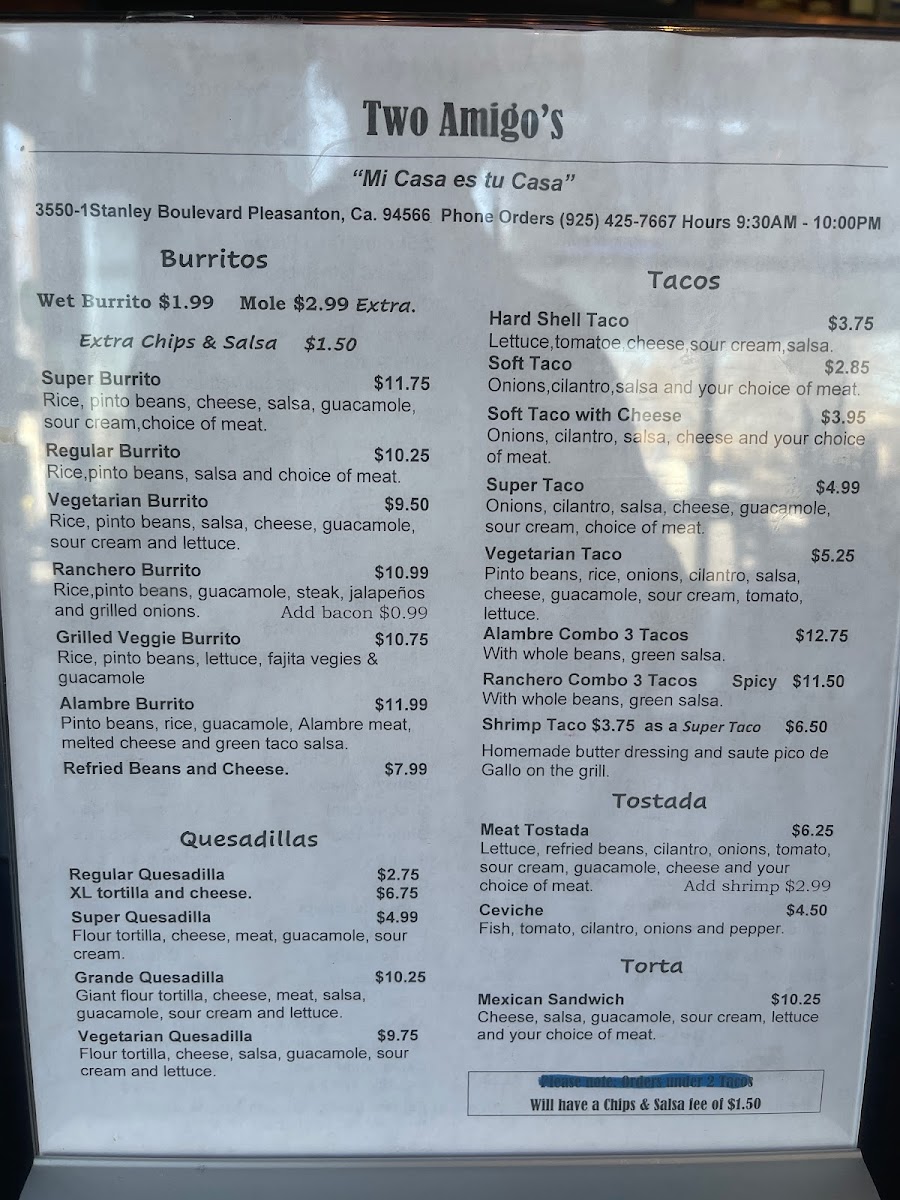 Two Amigo's
“Mi Casa es tu Casa”
3550-1Stanley Boulevard Pleasanton, Ca. 94566 Phone Orders (925) 425-7667 Hours 9:30AM - 10:00PM
Burritos
Wet Burrito $1.99 Mole $2.99 Extra.
Extra Chips & Salsa $1.50
Super Burrito $11.75
Rice, pinto beans, cheese, salsa, guacamole,
sour cream,choice of meat.
Regular Burrito $10.25
Rice,pinto beans, salsa and choice of meat.
Vegetarian Burrito $9.50
Rice, pinto beans, salsa, cheese, guacamole,
sour cream and lettuce.
Ranchero Burrito $10.99
Rice,pinto beans, guacamole, steak, jalapeños
and grilled onions. Add bacon $0.99
Grilled Veggie Burrito $10.75
Rice, pinto beans, lettuce, fajita vegies &
guacamole
Alambre Burrito $11.99
Pinto beans, rice, guacamole, Alambre meat,
melted cheese and green taco salsa.
Refried Beans and Cheese. $7.99
Quesadillas
Regular Quesadilla $2.75
XL tortilla and cheese. $6.75
Super Quesadilla $4.99
Flour tortilla, cheese, meat, guacamole, sour
cream.
Grande Quesadilla $10.25
Giant flour tortilla, cheese, meat, salsa,
guacamole, sour cream and lettuce.
Vegetarian Quesadilla $9.75
Flour tortilla, cheese, salsa, guacamole, sour
cream and lettuce.
Tacos
Hard Shell Taco $3.75
Lettuce,tomatoe,cheese,sour cream,salsa.
Soft Taco $2.85
Onions,cilantro,salsa and your choice of meat.
Soft Taco with Cheese $3.95
Onions, cilantro, salsa, cheese and your choice
of meat.
Super Taco $4.99
Onions, cilantro, salsa, cheese, guacamole,
sour cream, choice of meat.
Vegetarian Taco $5.25
Pinto beans, rice, onions, cilantro, salsa,
cheese, guacamole, sour cream, tomato,
lettuce.
Alambre Combo 3 Tacos $12.75
With whole beans, green salsa.
Ranchero Combo 3 Tacos Spicy $11.50
With whole beans, green salsa.
Shrimp Taco $3.75 as a Super Taco $6.50
Homemade butter dressing and saute pico de
Gallo on the grill.
Tostada
Meat Tostada $6.25
Lettuce, refried beans, cilantro, onions, tomato,
sour cream, guacamole, cheese and your
choice of meat. Add shrimp $2.99
Ceviche $4.50
Fish, tomato, cilantro, onions and pepper.
Torta
Mexican Sandwich $10.25
Cheese, salsa, guacamole, sour cream, lettuce
and your choice of meat.
Please note: Orders under 2 Tacos
Will have a Chips & Salsa fee of $1.50